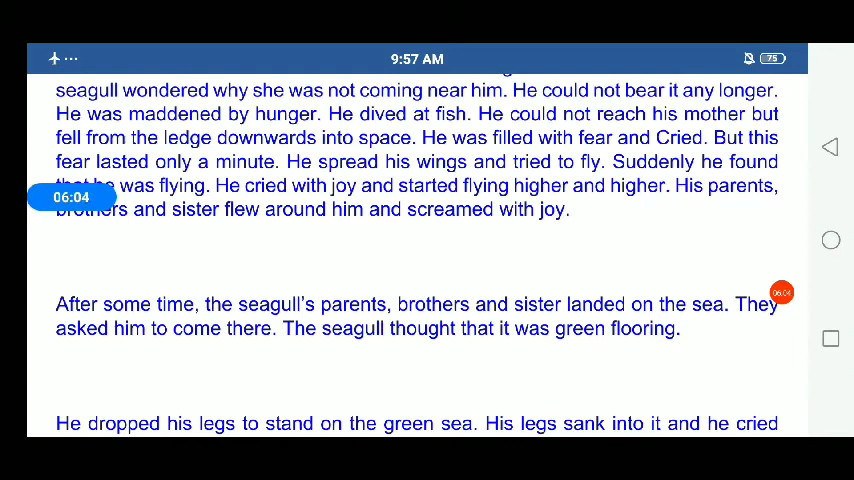 9:57 AM
75
seagull wondered why she was not coming near him. He could not bear it any longer.
He was maddened by hunger. He dived at fish. He could not reach his mother but
fell from the ledge downwards into space. He was filled with fear and Cried. But this
fear lasted only a minute. He spread his wings and tried to fly. Suddenly he found
he was flying. He cried with joy and started flying higher and higher. His parents,
06:04
brothers and sister flew around him and screamed with joy.
06:04
After some time, the seagull's parents, brothers and sister landed on the sea. They
asked him to come there. The seagull thought that it was green flooring.
He dropped his legs to stand on the green sea. His legs sank into it and he cried